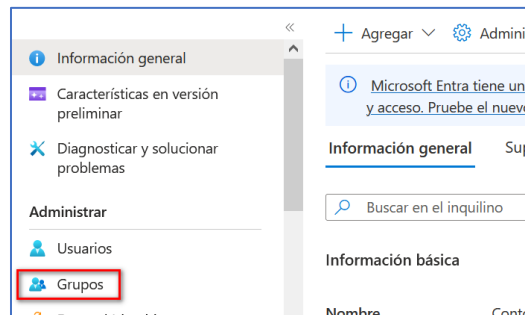 Información general
Características en versión
preliminar
Diagnosticar y solucionar
problemas
Administrar
Usuarios
Grupos
Agregar
Microsoft Entra tiene un
y acceso. Pruebe el
Información general
Buscar en el inquilino
Información básica
Nombre